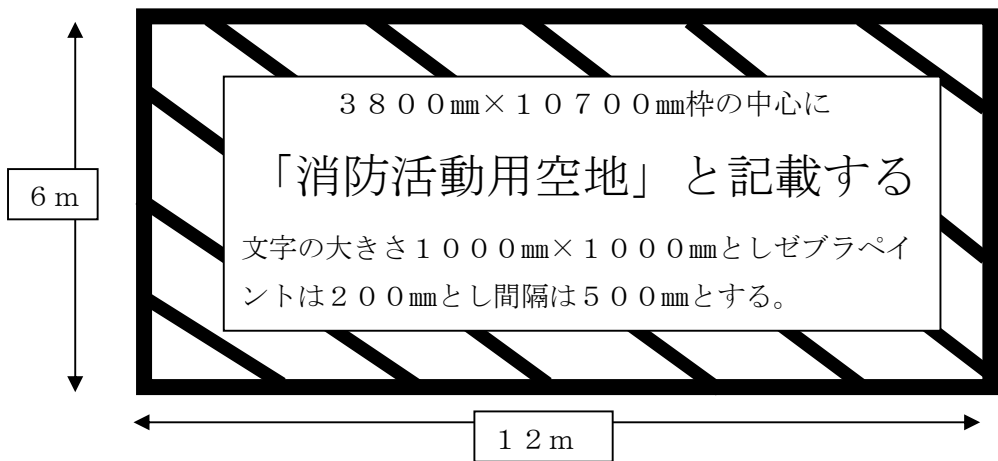 ３８００㎜×１０７００㎜枠の中心に
「消防活動用空地」と記載する
文字の大きさ１０００㎜×１０００㎜としゼブラペイ
ントは２００㎜とし間隔は５００㎜とする。
６ｍ
１２ｍ